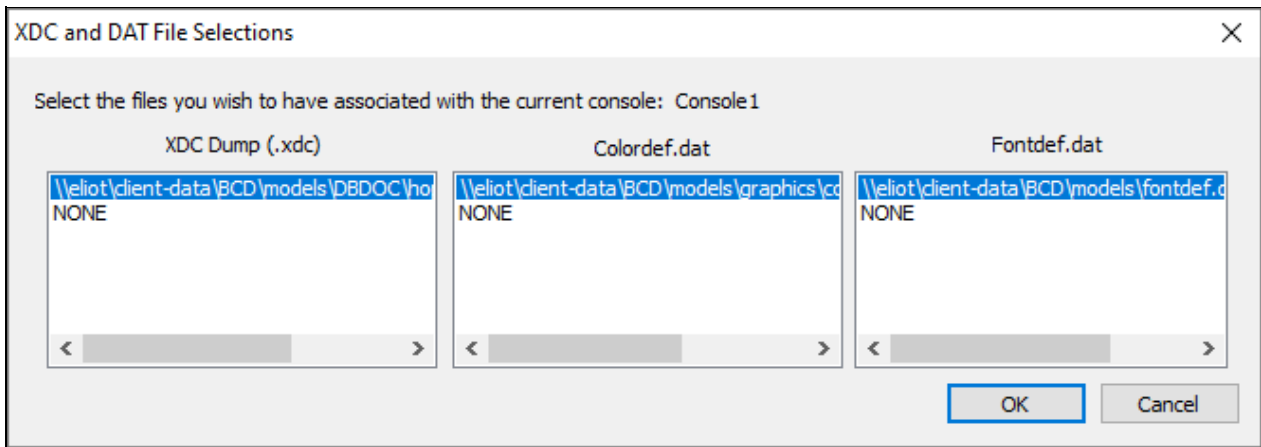 XDC and DAT File Selections
Select the files you wish to have associated with the current console: Console1
XDC Dump (.xdc)
Colordef.dat
Fontdef.dat
\\eliot\client-data\BCD\models\DBDOC\hor
NONE
\\eliot\client-data\BCD\models\graphics\co
NONE
\\eliot\client-data\BCD\models\fontdef.d
NONE
OK
Cancel